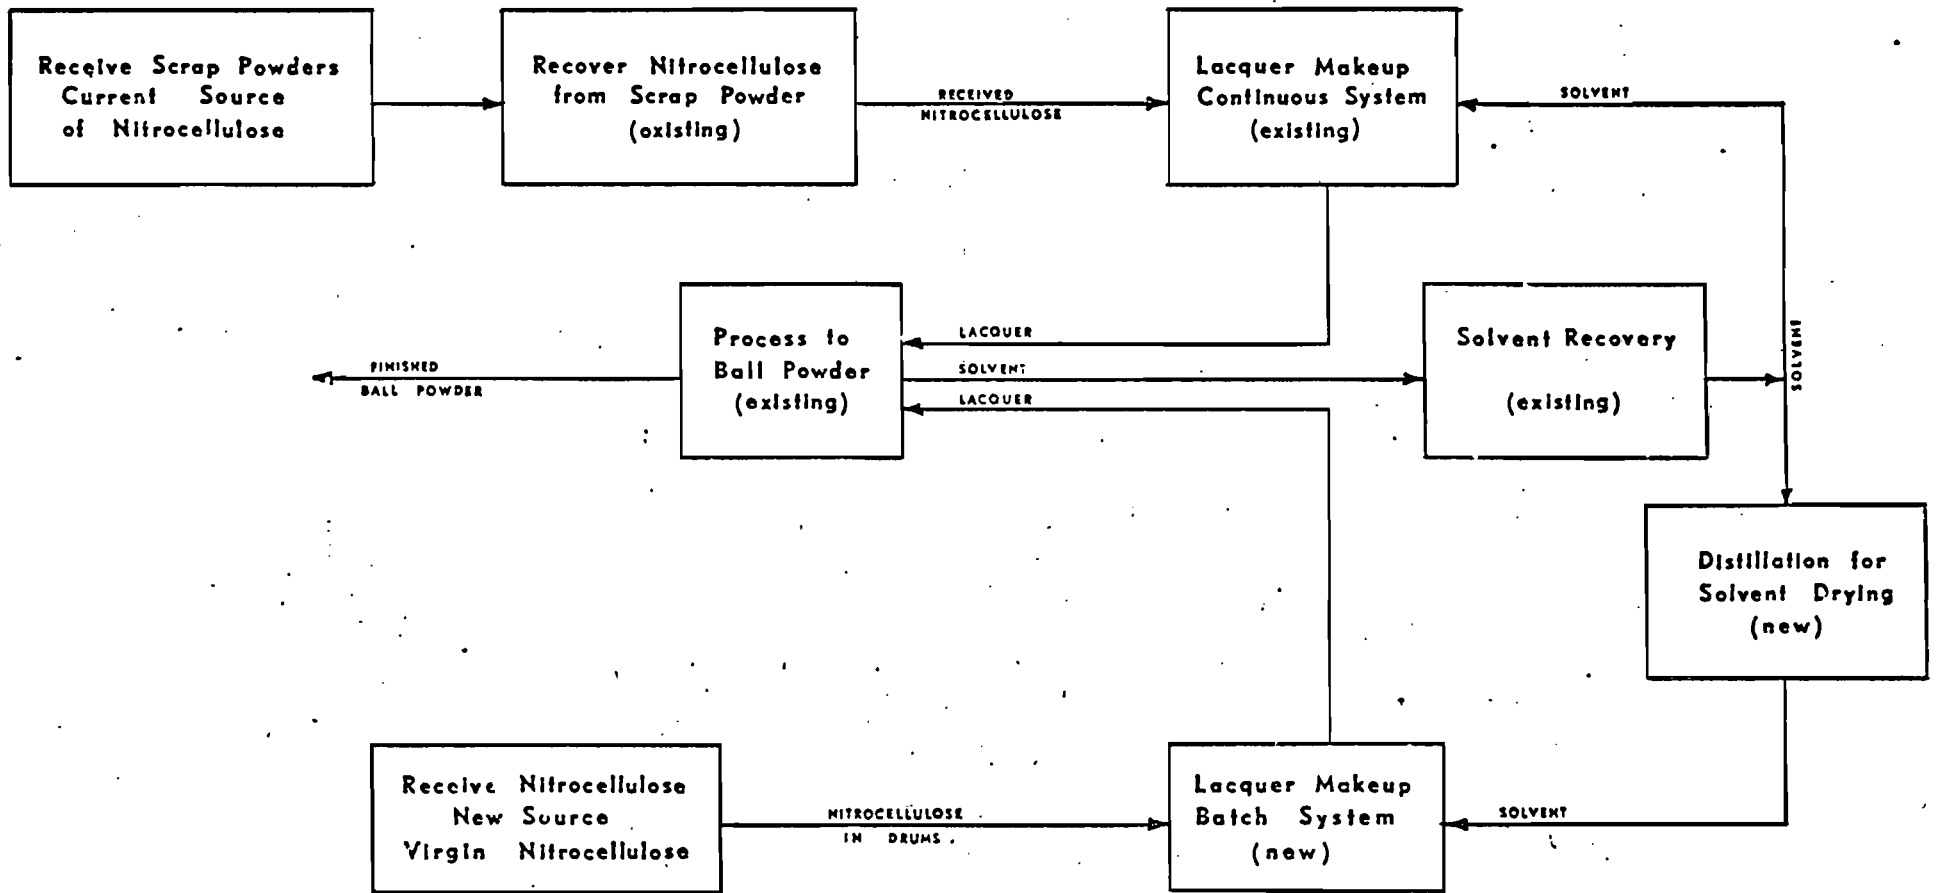 Receive Scrap Powders
Current Source
of Nitrocellulose
Recover Nitrocellulose
from Scrap Powder
(existing)
RECEIVED
NITROCELLULOSE
Lacquer Makeup
Continuous System
(existing)
SOLVENT
Process to
Ball Powder
(existing)
LACQUER
SOLVENT
LACQUER
FINISHED
BALL POWDER
Solvent Recovery
(existing)
SOLVENT
Distillation for
Solvent Drying
(new)
Receive Nitrocellulose
New Source
Virgin Nitrocellulose
NITROCELLULOSE
IN DRUMS
Lacquer Makeup
Batch System
(new)
SOLVENT